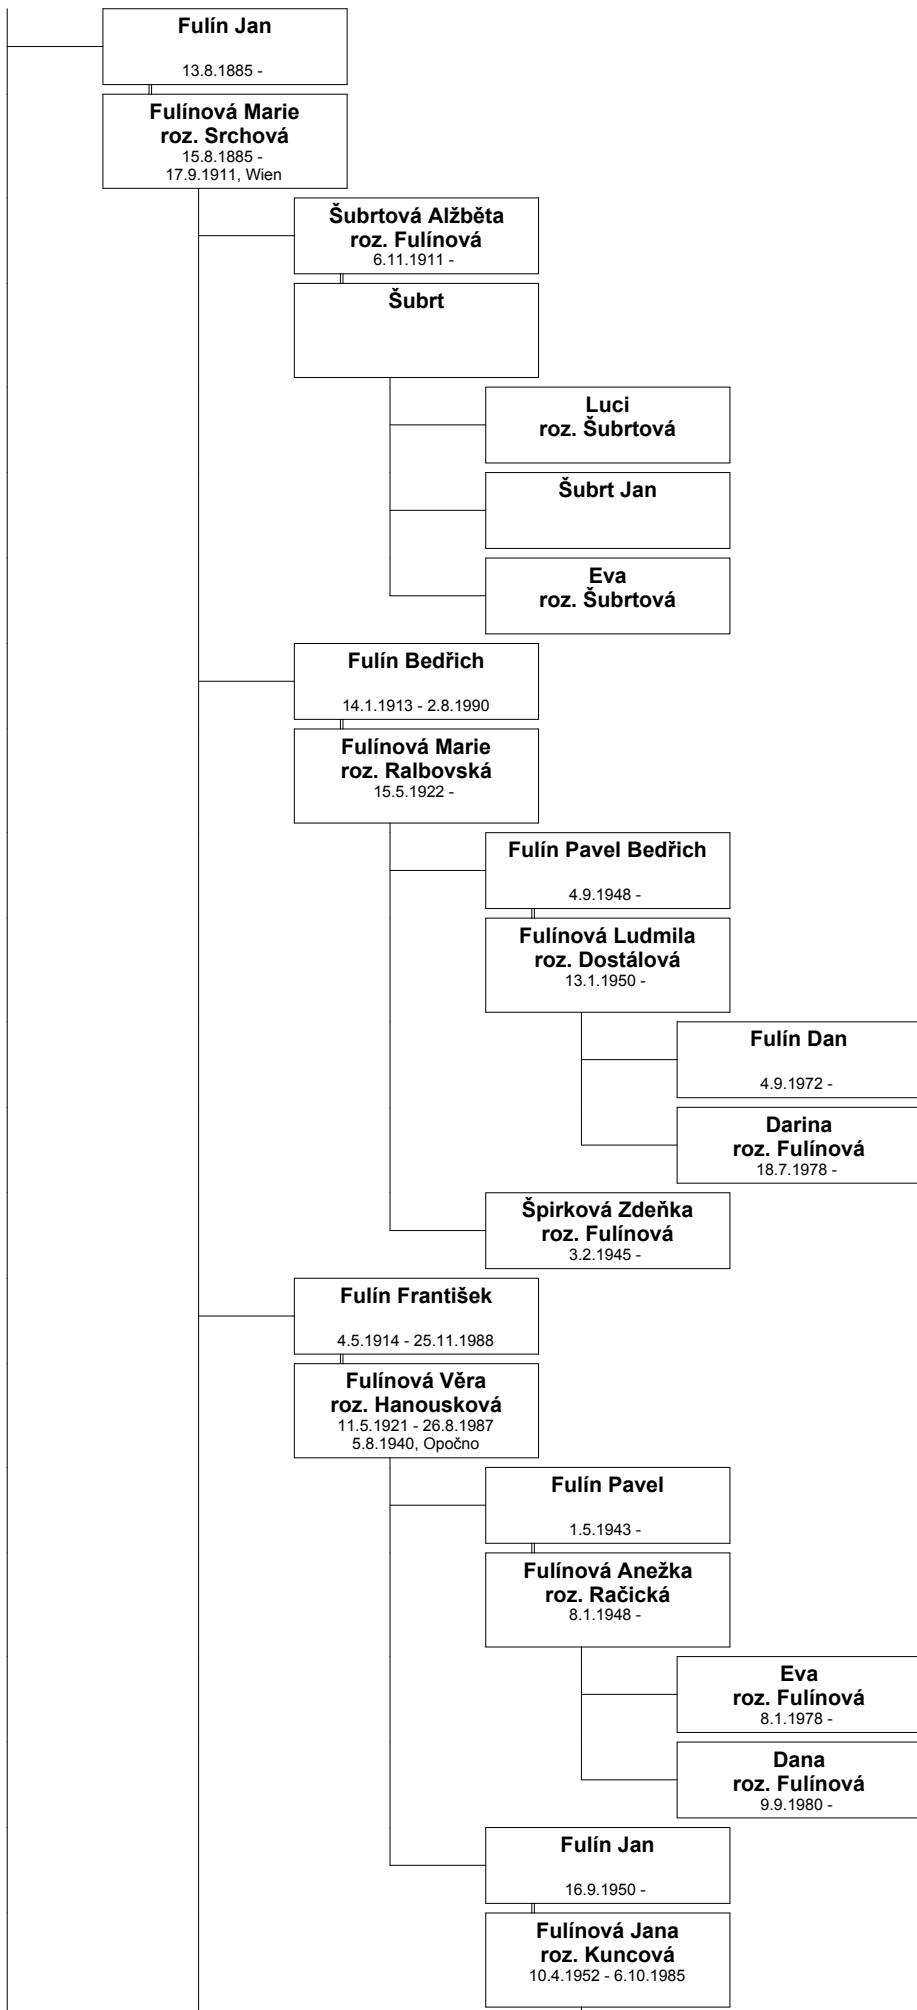 Fulín Jan
13.8.1885 -
Fulínová Marie
roz. Srchová
15.8.1885 -
17.9.1911, Wien
Šubrtová Alžběta
roz. Fulínová
6.11.1911 -
Šubrt
Luci
roz. Šubrtová
Šubrt Jan
Eva
roz. Šubrtová
Fulín Bedřich
14.1.1913 - 2.8.1990
Fulínová Marie
roz. Ralbovská
15.5.1922 -
Fulín Pavel Bedřich
4.9.1948 -
Fulínová Ludmila
roz. Dostálová
13.1.1950 -
Fulín Dan
4.9.1972 -
Darina
roz. Fulínová
18.7.1978 -
Špirková Zdeňka
roz. Fulínová
3.2.1945 -
Fulín František
4.5.1914 - 25.11.1988
Fulínová Věra
roz. Hanousková
11.5.1921 - 26.8.1987
5.8.1940, Opočno
Fulín Pavel
1.5.1943 -
Fulínová Anežka
roz. Račická
8.1.1948 -
Eva
roz. Fulínová
8.1.1978 -
Dana
roz. Fulínová
9.9.1980 -
Fulín Jan
16.9.1950 -
Fulínová Jana
roz. Kuncová
10.4.1952 - 6.10.1985